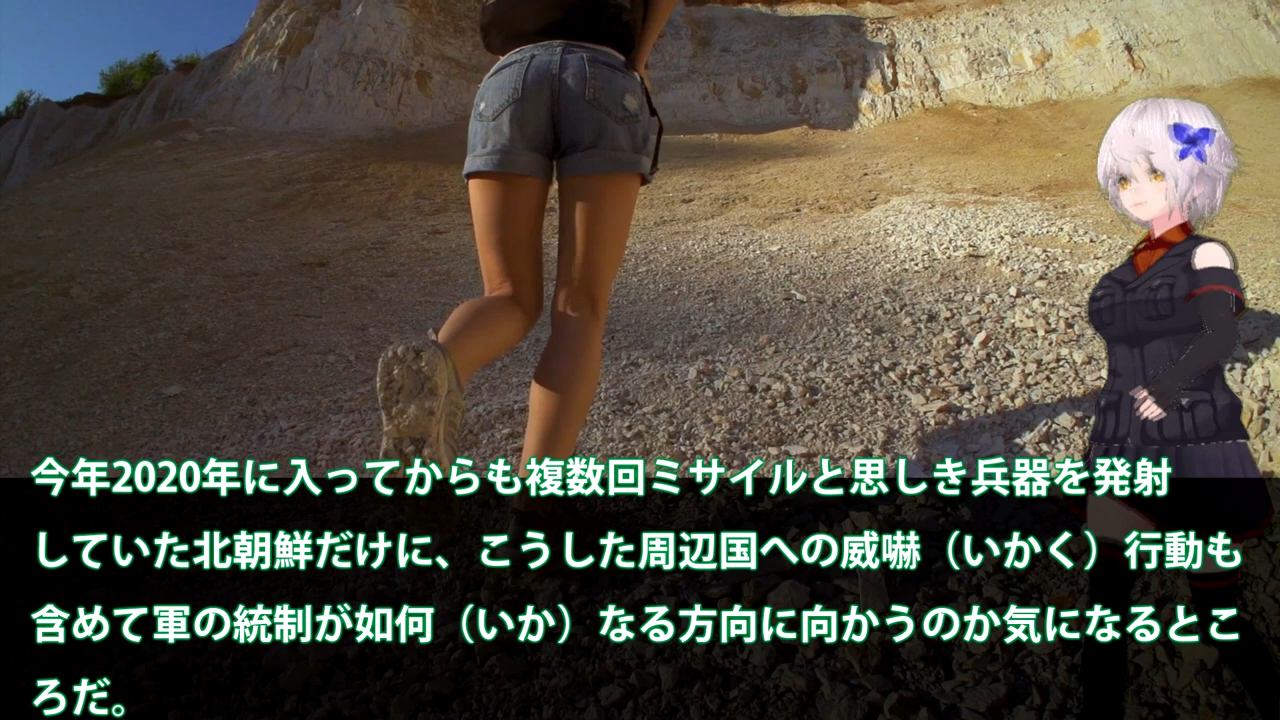 今年2020年に入ってからも複数回ミサイルと思しき兵器を発射
していた北朝鮮だけに、こうした周辺国への威嚇（いかく）行動も
含めて軍の統制が如何（いか）なる方向に向かうのか気になるとこ
ろだ。